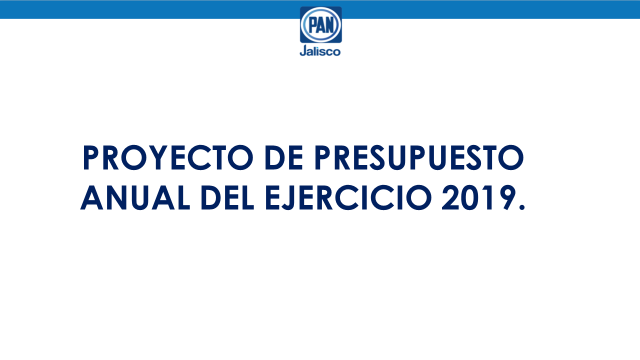 PAN
Jalisco
PROYECTO DE PRESUPUESTO
ANUAL DEL EJERCICIO 2019.